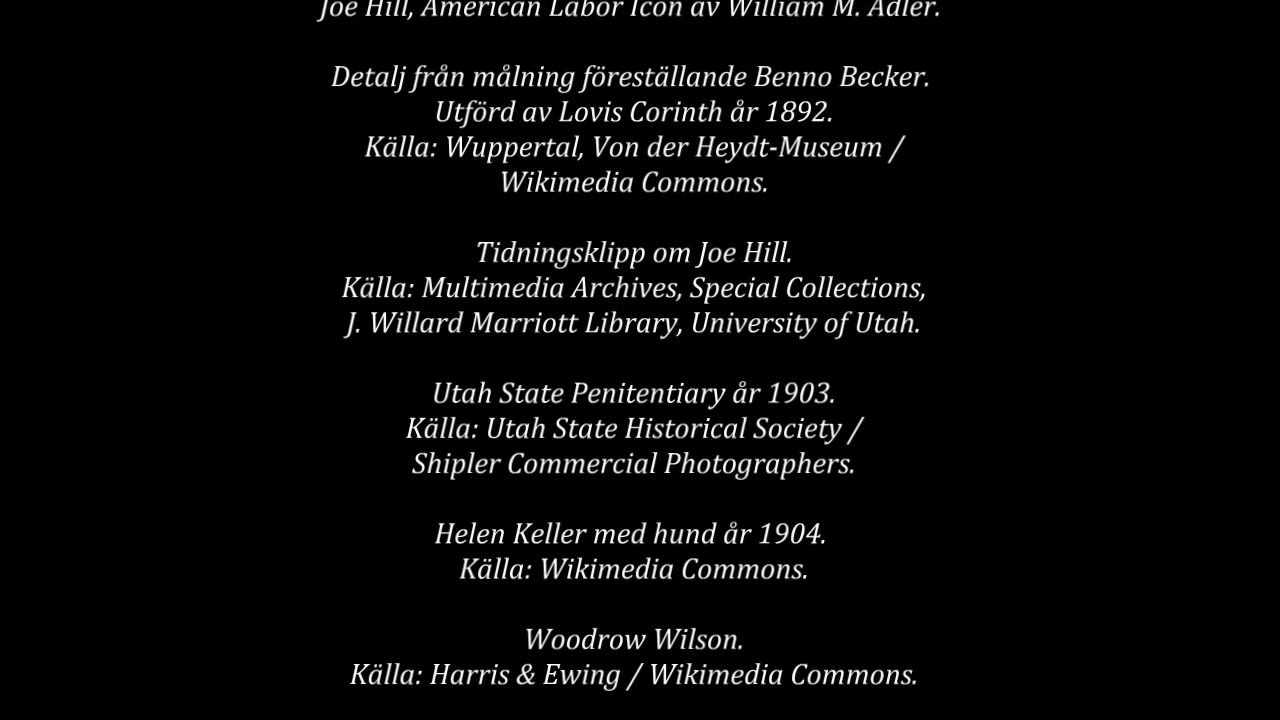 Joe Hill, American Labor Icon av William M. Adler.
Detalj från målning föreställande Benno Becker.
Utförd av Lovis Corinth år 1892.
Källa: Wuppertal, Von der Heydt-Museum /
Wikimedia Commons.
Tidningsklipp om Joe Hill.
Källa: Multimedia Archives, Special Collections,
J. Willard Marriott Library, University of Utah.
Utah State Penitentiary år 1903.
Källa: Utah State Historical Society /
Shipler Commercial Photographers.
Helen Keller med hund år 1904.
Källa: Wikimedia Commons.
Woodrow Wilson.
Källa: Harris & Ewing / Wikimedia Commons.